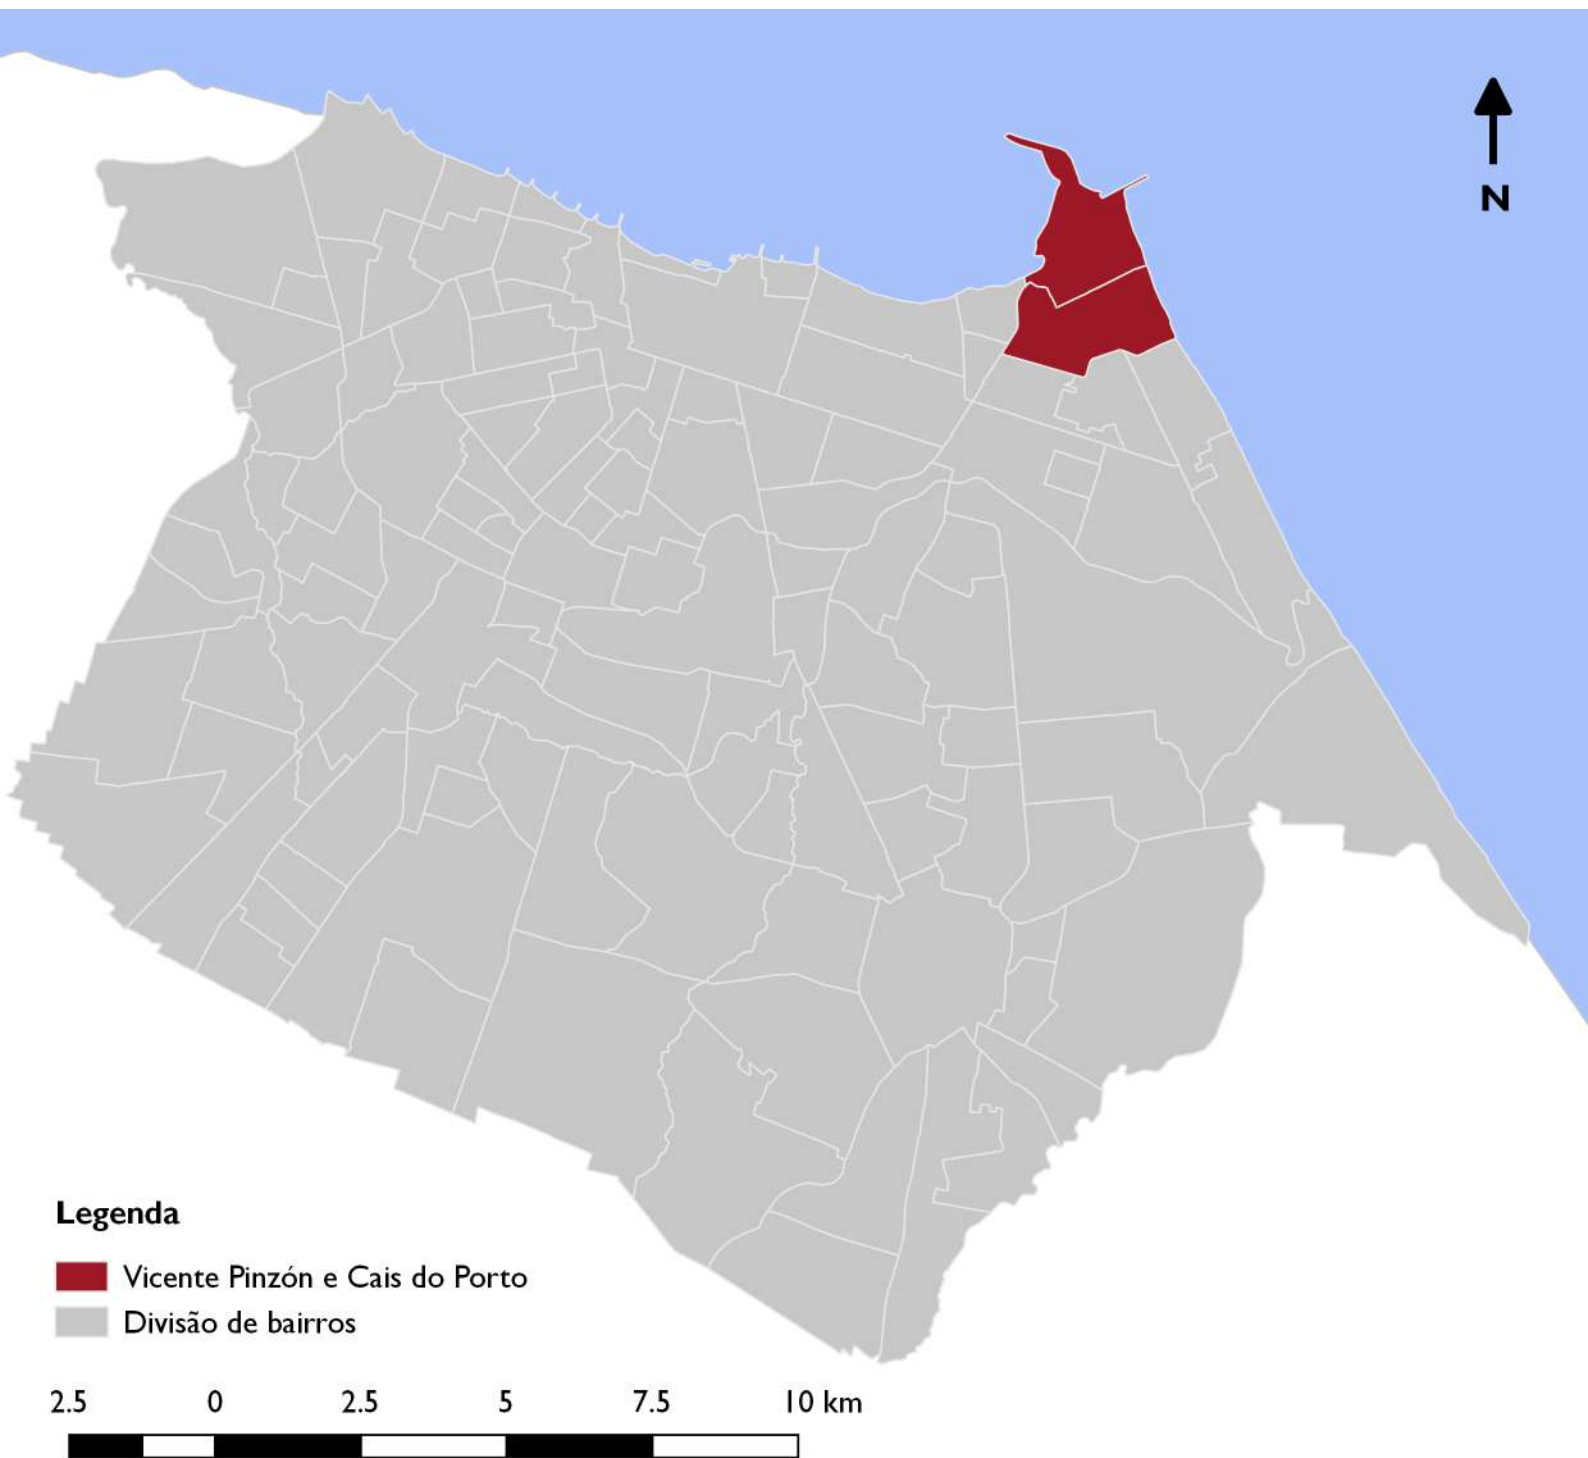 N
Legenda
Vicente Pinzón e Cais do Porto
Divisão de bairros
2.5 0 2.5 5 7.5 10 km